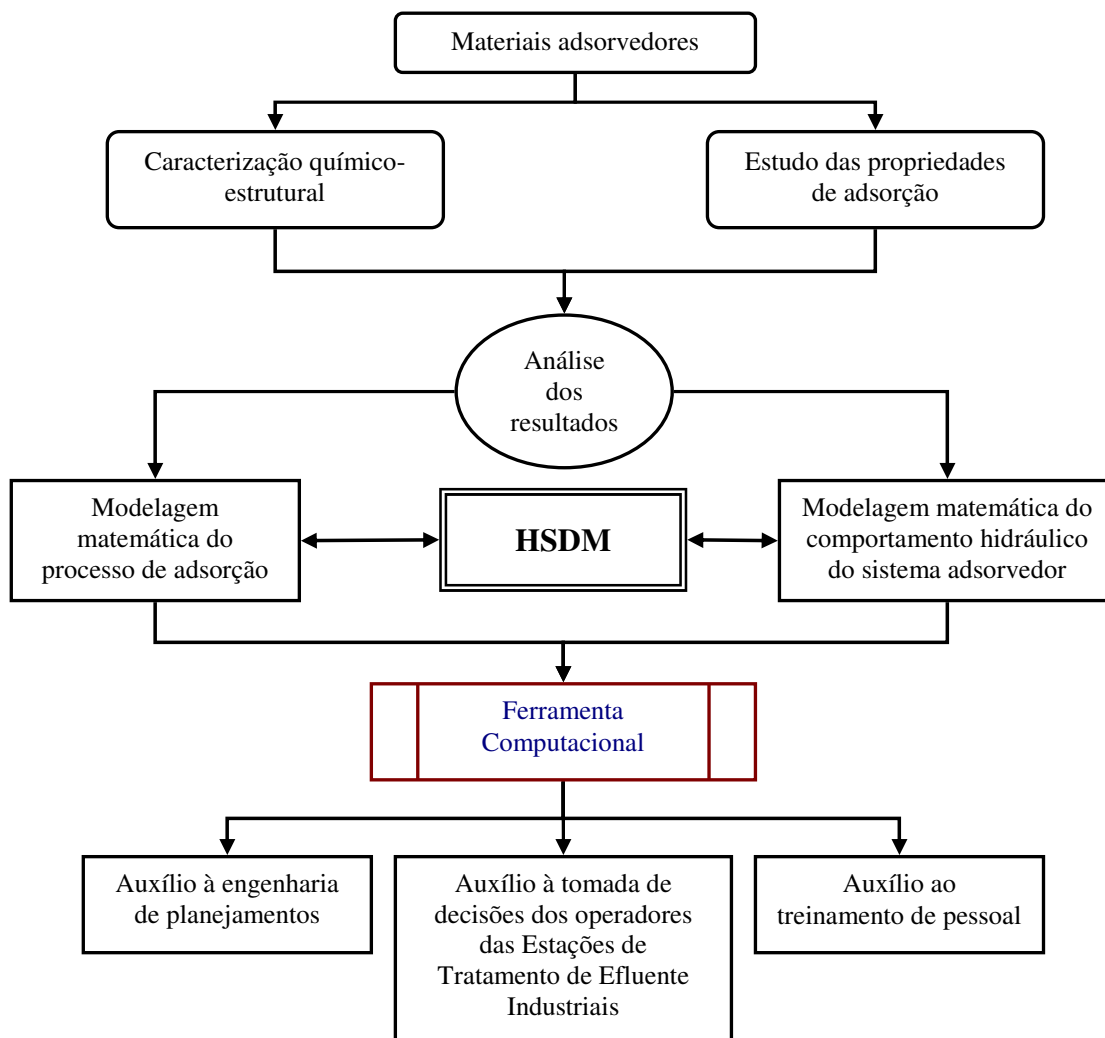 Materiais adsorvedores
Caracterização químico-
estrutural
Estudo das propriedades
de adsorção
Análise
dos
resultados
Modelagem
matemática do
processo de adsorção
HSDM
Modelagem matemática do
comportamento hidráulico
do sistema adsorvedor
Ferramenta
Computacional
Auxílio à engenharia
de planejamentos
Auxílio à tomada de
decisões dos operadores
das Estações de
Tratamento de Efluente
Industriais
Auxílio ao
treinamento de pessoal